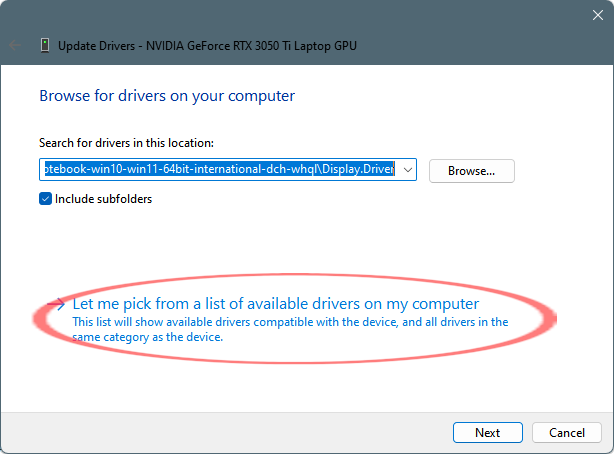 Update Drivers - NVIDIA GeForce RTX 3050 Ti Laptop GPU
Browse for drivers on your computer
Search for drivers in this location:
otebook-win10-win11-64bit-international-dch-whql\Display.Driver
Browse...
Include subfolders
Let me pick from a list of available drivers on my computer
This list will show available drivers compatible with the device, and all drivers in the
same category as the device.
Next
Cancel